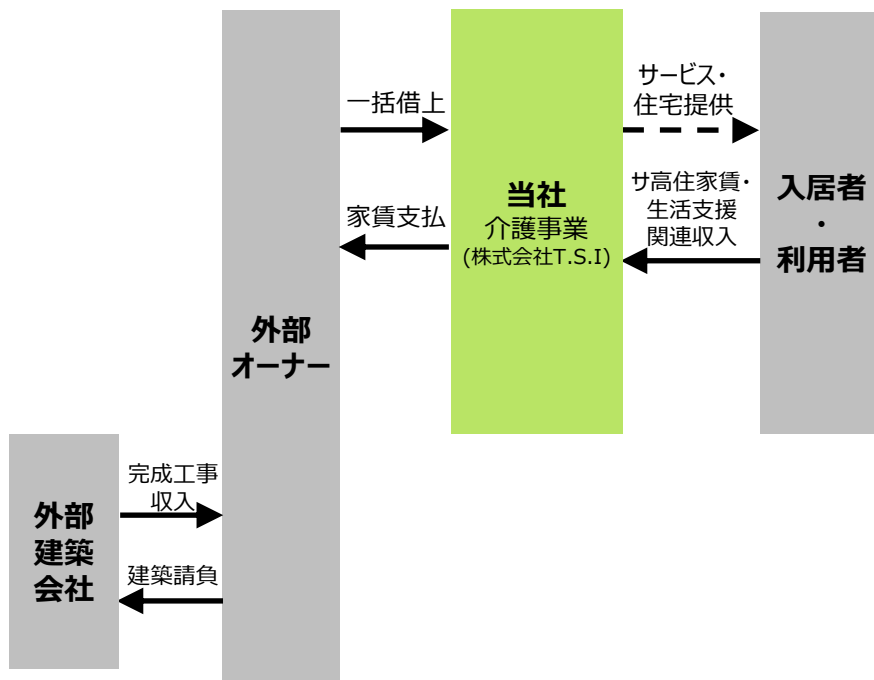 一括借上
家賃支払
サービス・
住宅提供
サ高住家賃・
生活支援
関連収入
当社
介護事業
(株式会社T.S.I)
入居者
・
利用者
外部
オーナー
完成工事
収入
建築請負
外部
建築
会社